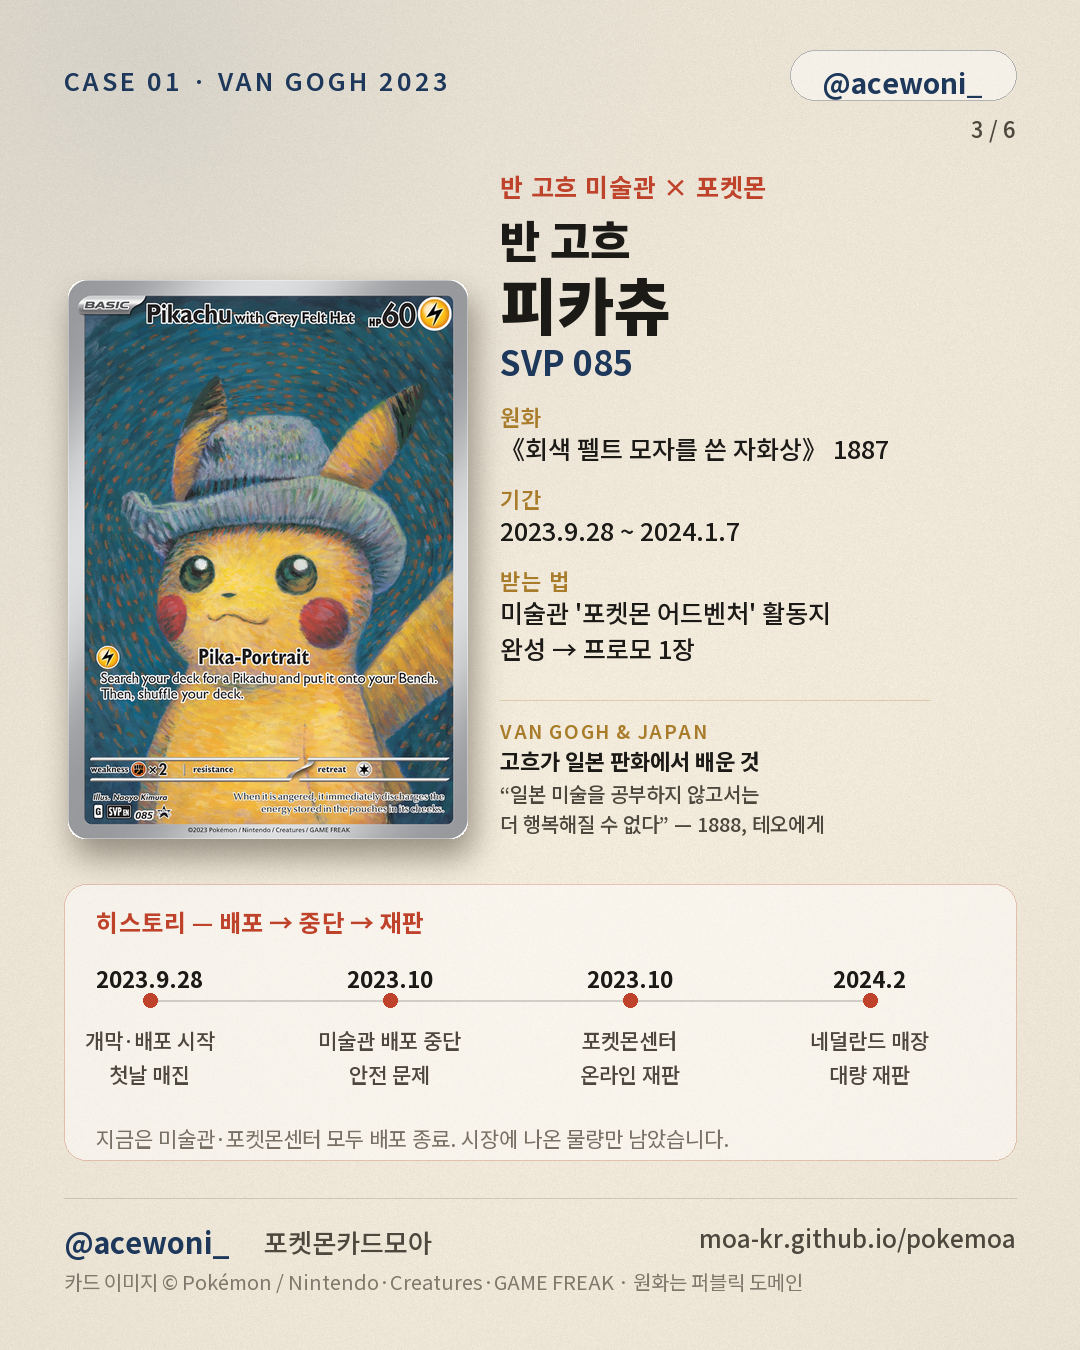 CASE 01 · VAN GOGH 2023
@acewoni_
3 / 6
반 고흐 미술관 × 포켓몬
반 고흐
피카츄
SVP 085
원화
《회색 펠트 모자를 쓴 자화상》 1887
기간
2023.9.28 ~ 2024.1.7
받는 법
미술관 '포켓몬 어드벤처' 활동지
완성 → 프로모 1장
VAN GOGH & JAPAN
고흐가 일본 판화에서 배운 것
“일본 미술을 공부하지 않고서는
더 행복해질 수 없다” — 1888, 테오에게
BASIC Pikachu with Grey Felt Hat HP 60
Pika-Portrait
Search your deck for a Pikachu and put it onto your Bench.
Then, shuffle your deck.
weakness ×2 resistance retreat
Illus. Naoyo Kimura
G SVP EN 085
When it is angered, it immediately discharges the
energy stored in the pouches in its cheeks.
©2023 Pokémon / Nintendo / Creatures / GAME FREAK
히스토리 — 배포 → 중단 → 재판
2023.9.28 2023.10 2023.10 2024.2
개막·배포 시작 미술관 배포 중단 포켓몬센터 네덜란드 매장
첫날 매진 안전 문제 온라인 재판 대량 재판
지금은 미술관·포켓몬센터 모두 배포 종료. 시장에 나온 물량만 남았습니다.
@acewoni_ 포켓몬카드모아
moa-kr.github.io/pokemoa
카드 이미지 © Pokémon / Nintendo·Creatures·GAME FREAK · 원화는 퍼블릭 도메인